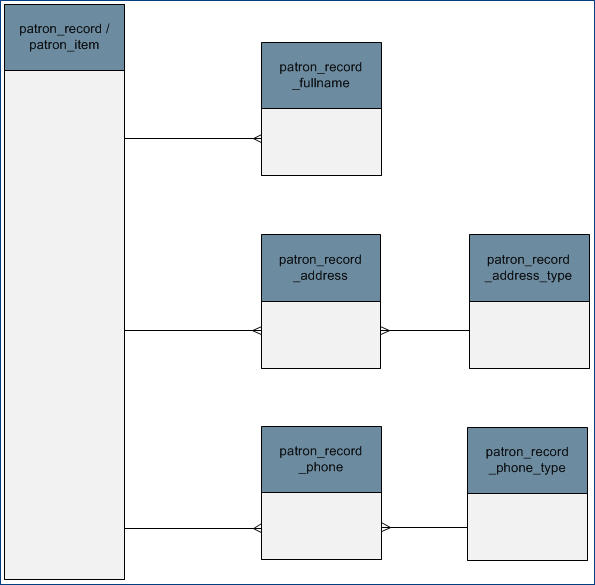 patron_record /
patron_item
patron_record
_fullname
patron_record
_address
patron_record
_address_type
patron_record
_phone
patron_record
_phone_type